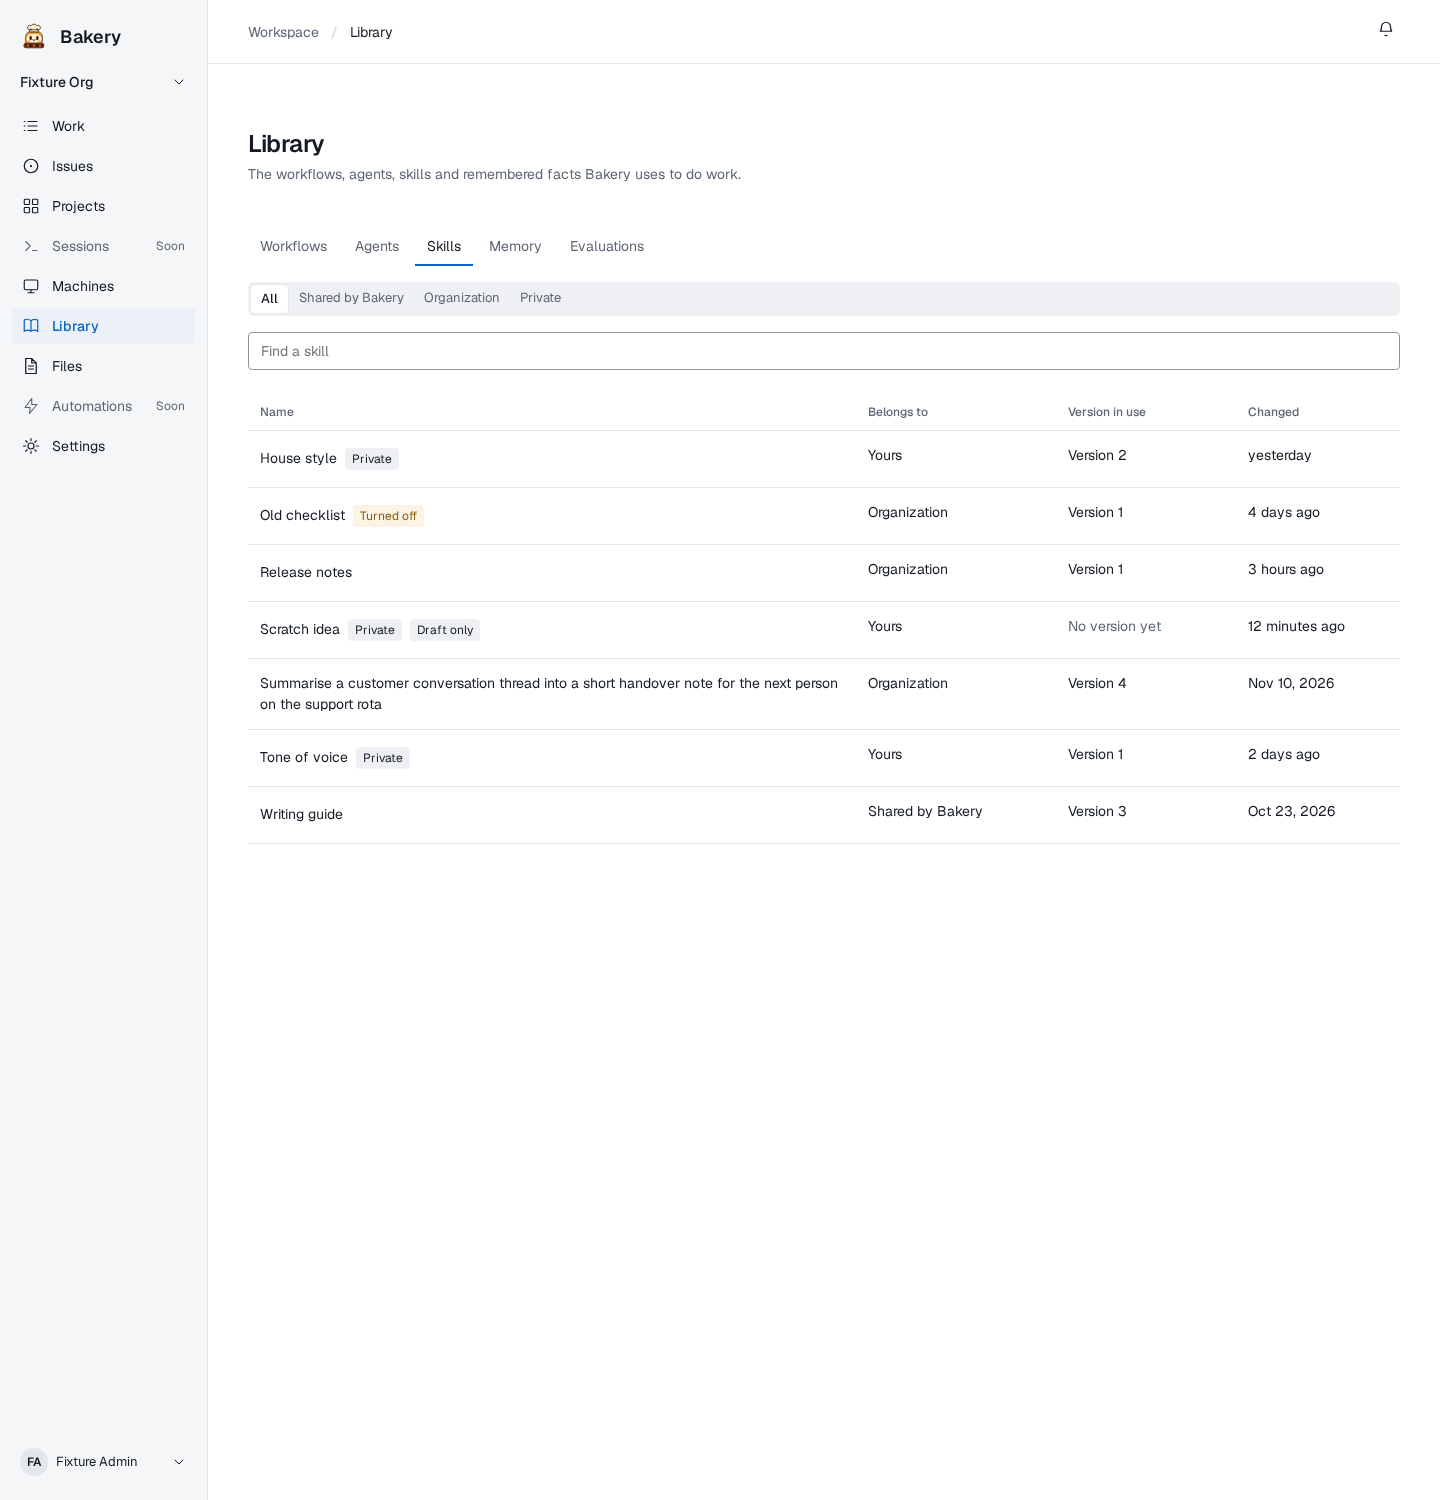 Bakery
Fixture Org
Work
Issues
Projects
Sessions Soon
Machines
Library
Files
Automations Soon
Settings
FA Fixture Admin
Workspace / Library
Library
The workflows, agents, skills and remembered facts Bakery uses to do work.
Workflows Agents Skills Memory Evaluations
All Shared by Bakery Organization Private
Find a skill
Name Belongs to Version in use Changed
House style Private Yours Version 2 yesterday
Old checklist Turned off Organization Version 1 4 days ago
Release notes Organization Version 1 3 hours ago
Scratch idea Private Draft only Yours No version yet 12 minutes ago
Summarise a customer conversation thread into a short handover note for the next person Organization Version 4 Nov 10, 2026
on the support rota
Tone of voice Private Yours Version 1 2 days ago
Writing guide Shared by Bakery Version 3 Oct 23, 2026